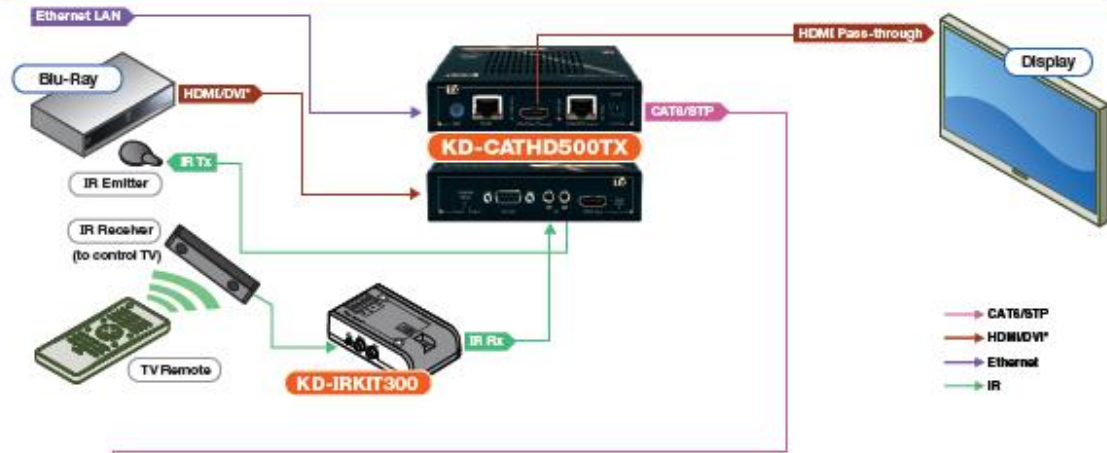 Ethernet LAN
HDMI Pass-through
Blu-Ray
Display
HDMI/DVI*
CAT6/STP
KD-CATHD500TX
IR Tx
IR Emitter
IR Receiver
(to control TV)
IR Rx
TV Remote
KD-IRKIT300
CAT6/STP
HDMI/DVI*
Ethernet
IR